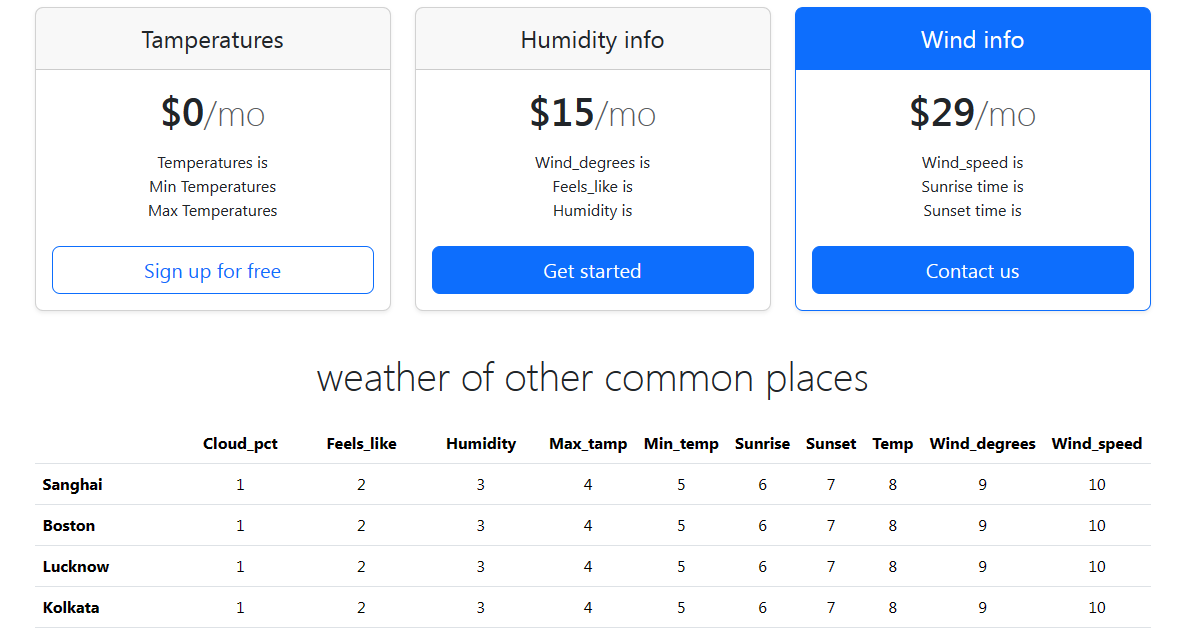 Tamperatures
$0/mo
Temperatures is
Min Temperatures
Max Temperatures
Sign up for free
Humidity info
$15/mo
Wind_degrees is
Feels_like is
Humidity is
Get started
Wind info
$29/mo
Wind_speed is
Sunrise time is
Sunset time is
Contact us
weather of other common places
Cloud_pct Feels_like Humidity Max_tamp Min_temp Sunrise Sunset Temp Wind_degrees Wind_speed
Sanghai 1 2 3 4 5 6 7 8 9 10
Boston 1 2 3 4 5 6 7 8 9 10
Lucknow 1 2 3 4 5 6 7 8 9 10
Kolkata 1 2 3 4 5 6 7 8 9 10